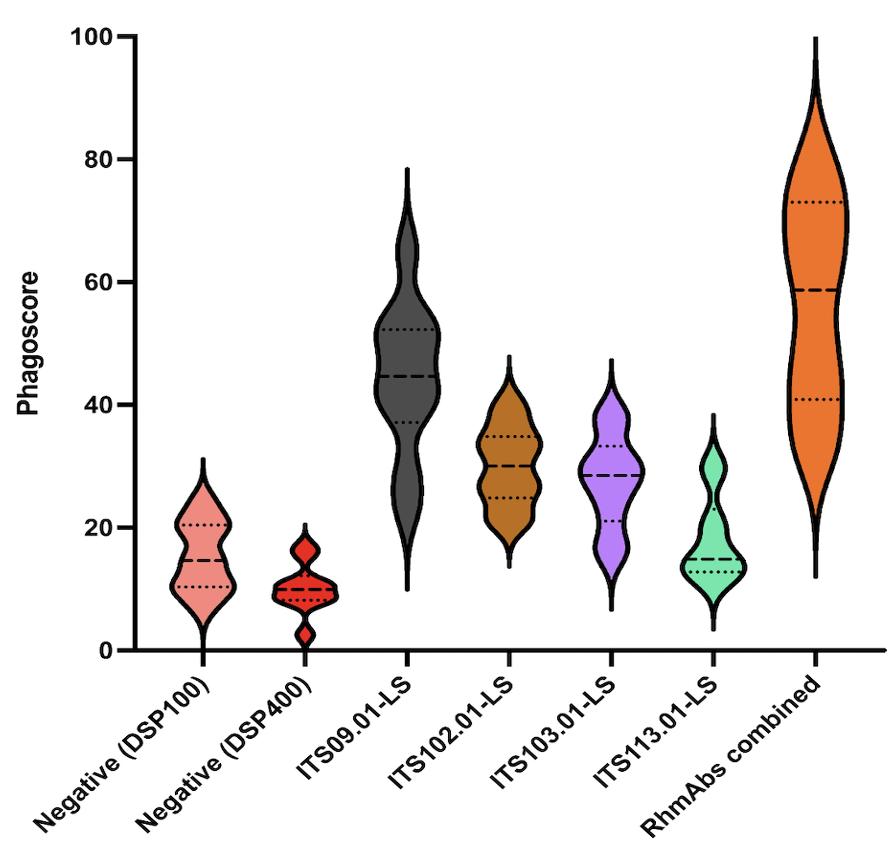 Phagoscore
100
80
60
40
20
0
Negative (DSP100)
Negative (DSP400)
ITS09.01-LS
ITS102.01-LS
ITS103.01-LS
ITS113.01-LS
RhmAbs combined